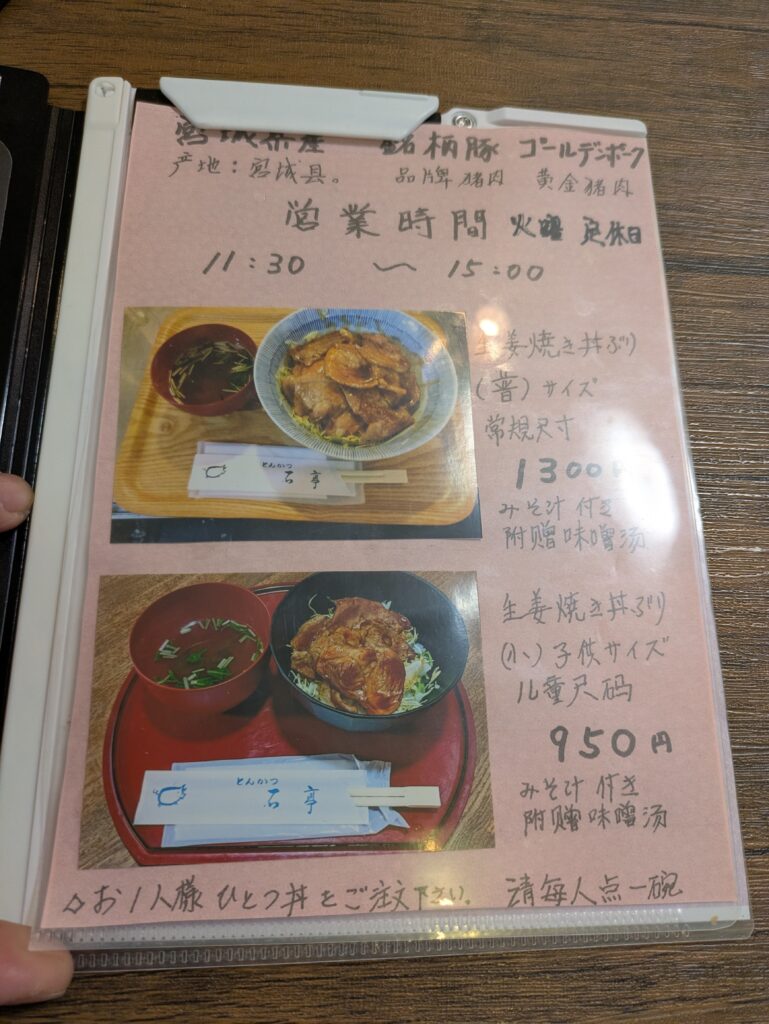 宮城県産 銘柄豚 ゴールデンポーク
产地：宮城县。 品牌猪肉 黄金猪肉
営業時間 火曜 定休日
11:30 〜 15:00
生姜焼き丼ぶり
(普)サイズ
常規尺寸
1300円
みそ汁 付き
附赠味噌汤
とんかつ
石亭
生姜焼き丼ぶり
(小)子供サイズ
儿童尺码
950円
みそ汁 付き
附赠味噌汤
とんかつ
石亭
◇お1人様 ひとつ丼をご注文下さい。 请每人点一碗